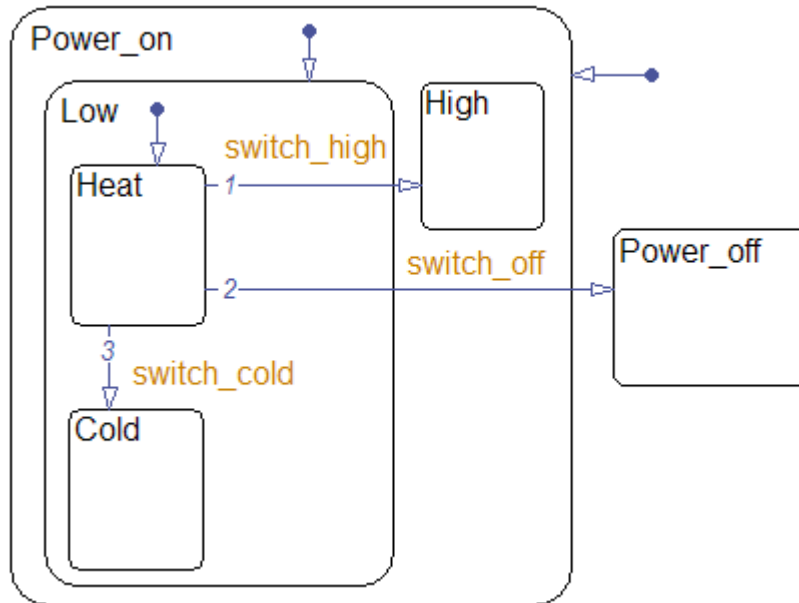 Power_on
Low
High
switch_high
Heat
1
Power_off
switch_off
2
3
switch_cold
Cold